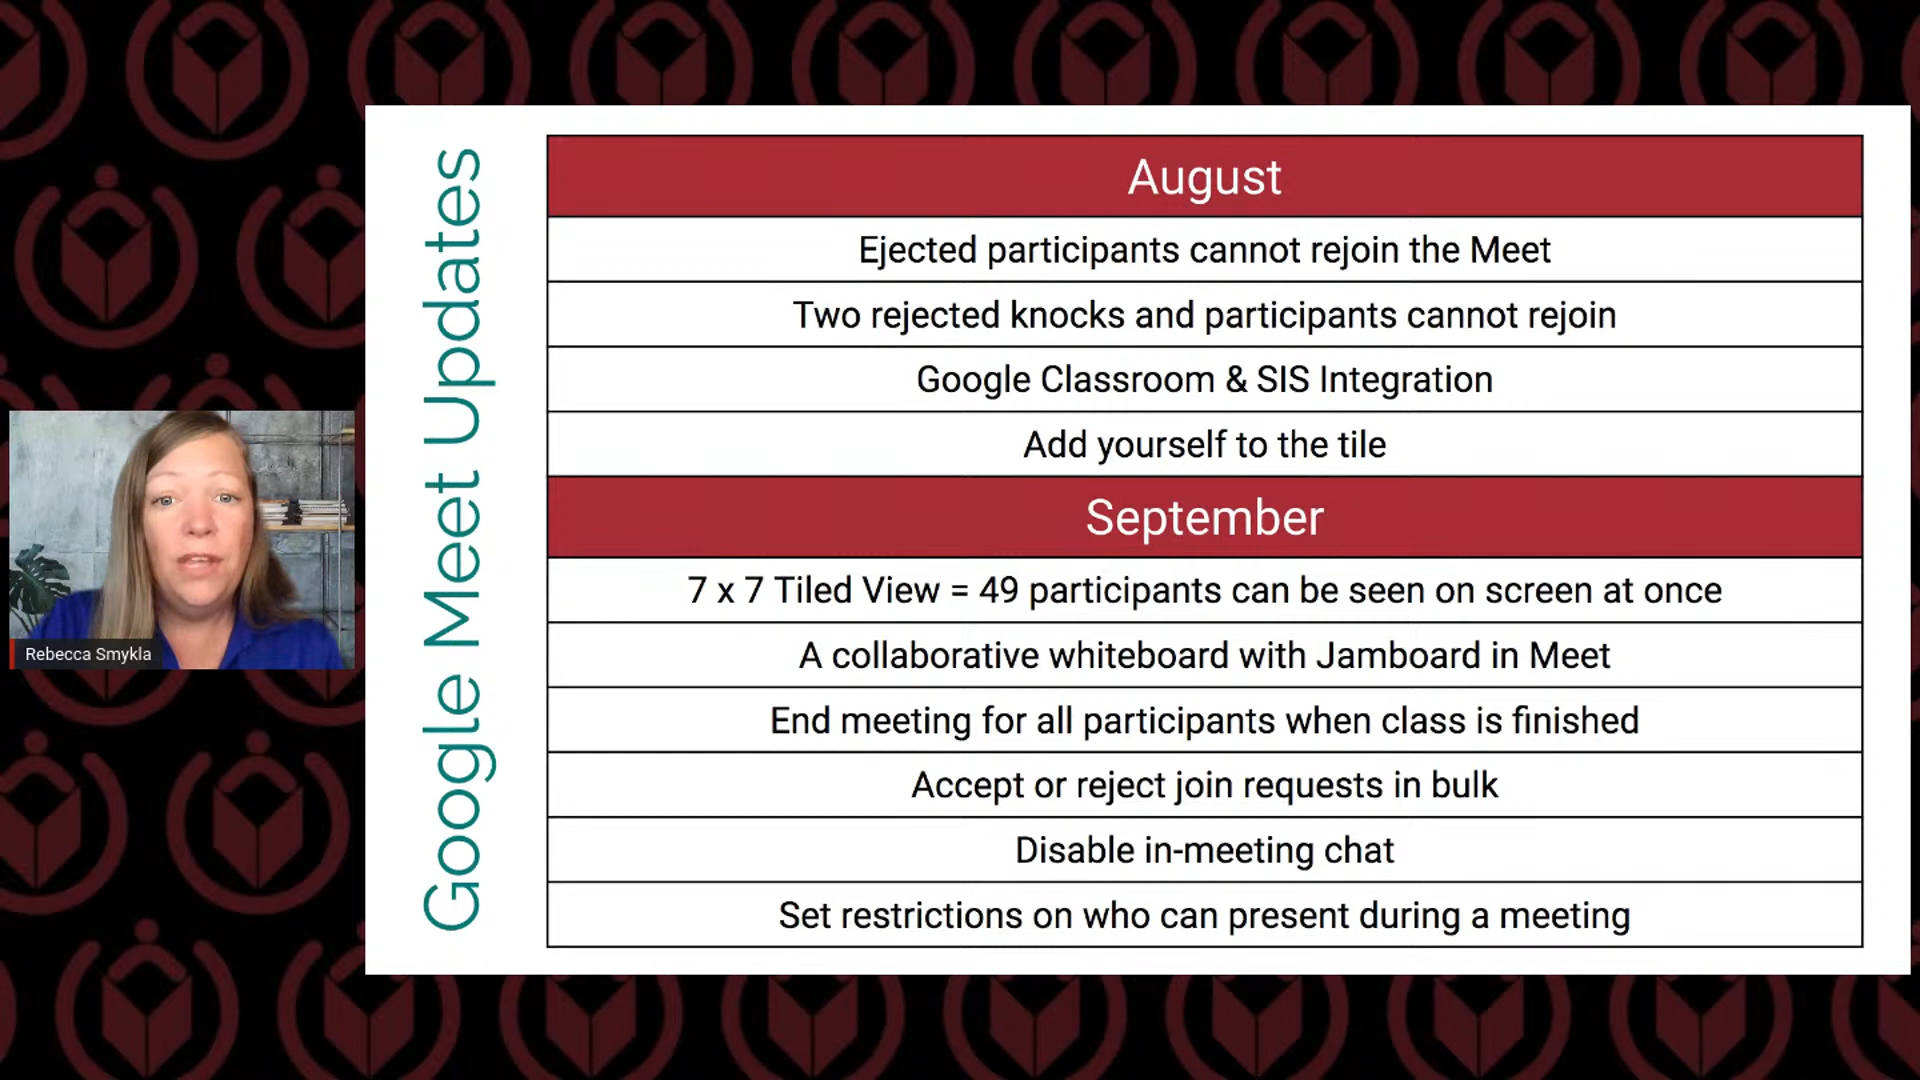 Google Meet Updates
August
Ejected participants cannot rejoin the Meet
Two rejected knocks and participants cannot rejoin
Google Classroom & SIS Integration
Add yourself to the tile
September
7 x 7 Tiled View = 49 participants can be seen on screen at once
A collaborative whiteboard with Jamboard in Meet
End meeting for all participants when class is finished
Accept or reject join requests in bulk
Disable in-meeting chat
Set restrictions on who can present during a meeting
Rebecca Smykla